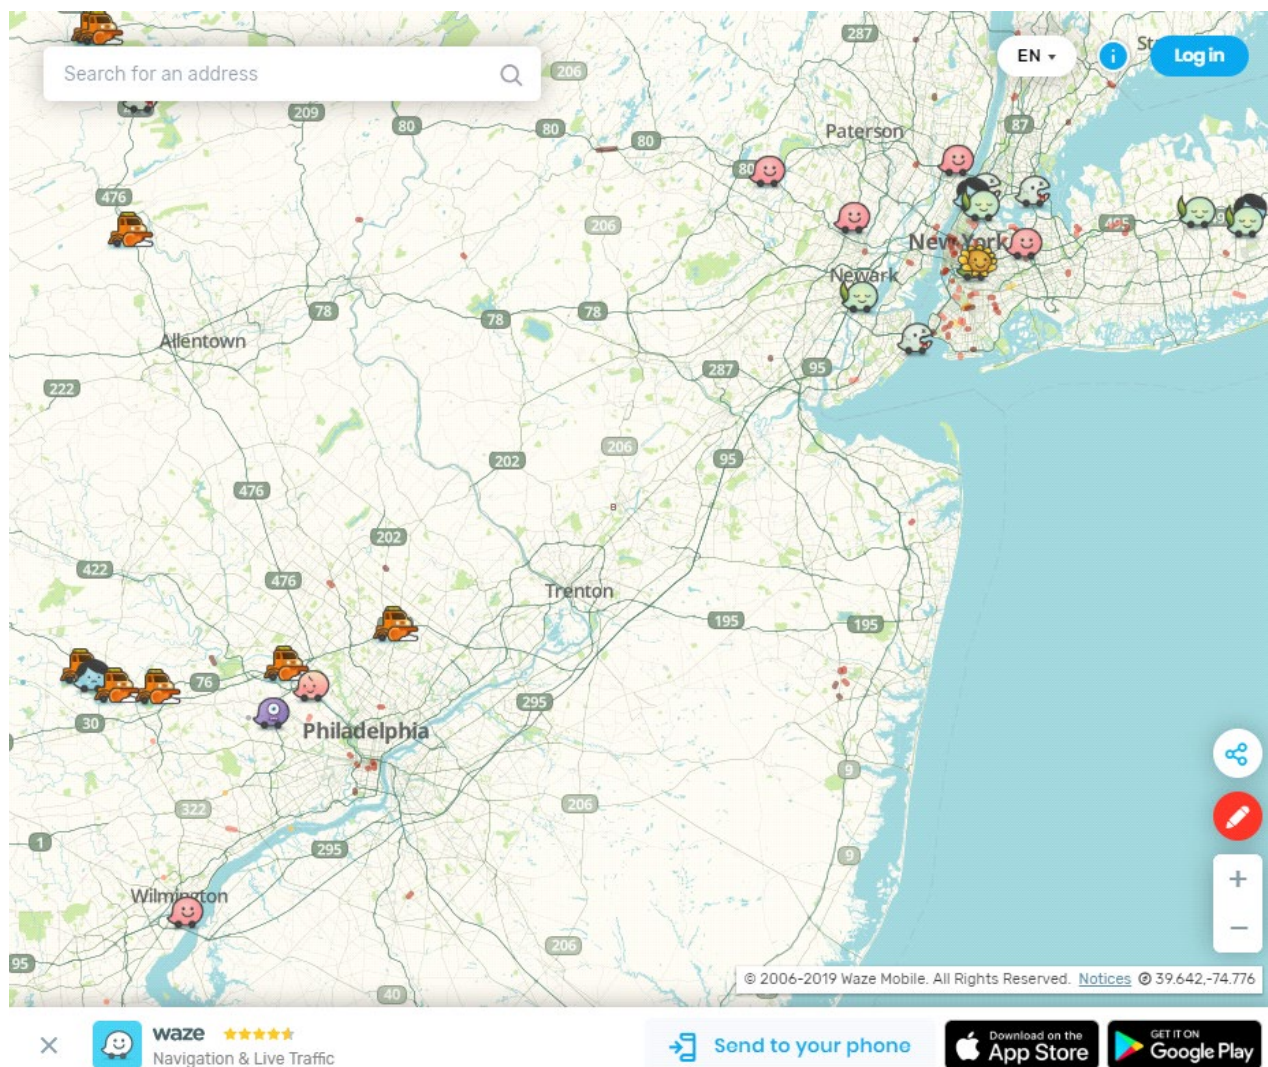 287
EN
i
Log in
Search for an address
206
209
80
80
80
87
Paterson
80
476
206
495
New York
Newark
78
78
78
Allentown
287
95
222
206
202
95
476
202
422
476
Trenton
195
195
76
295
30
Philadelphia
9
206
322
1
295
9
Wilmington
206
95
40
© 2006-2019 Waze Mobile. All Rights Reserved. Notices 39.642,-74.776
waze
Navigation & Live Traffic
Send to your phone
Download on the
App Store
GET IT ON
Google Play